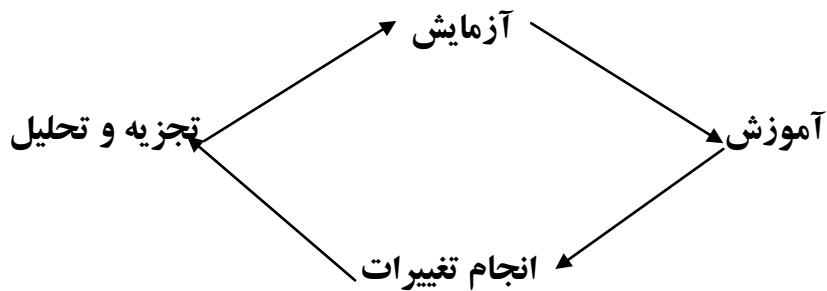 آزمایش
آموزش
تجزیه و تحلیل
انجام تغییرات